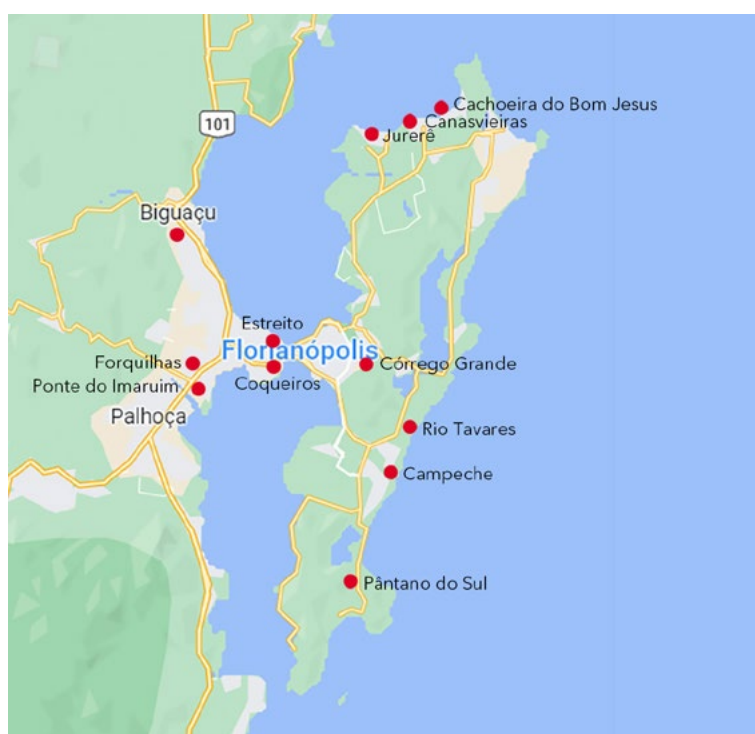 Cachoeira do Bom Jesus
101
Canasvieiras
Jurerê
Biguaçu
Estreito
Florianópolis
Forquilhas
Córrego Grande
Ponte do Imaruim
Coqueiros
Palhoça
Rio Tavares
Campeche
Pântano do Sul